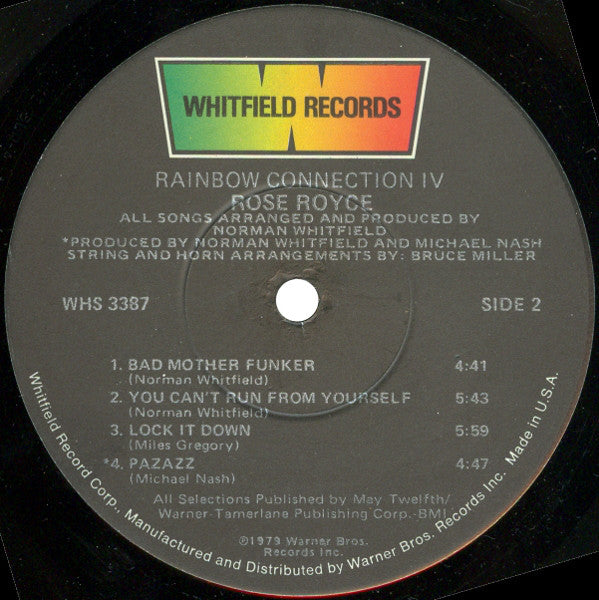 WHITFIELD RECORDS
RAINBOW CONNECTION IV
ROSE ROYCE
ALL SONGS ARRANGED AND PRODUCED BY
NORMAN WHITFIELD
*PRODUCED BY NORMAN WHITFIELD AND MICHAEL NASH
STRING AND HORN ARRANGEMENTS BY: BRUCE MILLER
WHS 3387 SIDE 2
1. BAD MOTHER FUNKER 4:41
(Norman Whitfield)
2. YOU CAN'T RUN FROM YOURSELF 5:43
(Norman Whitfield)
3. LOCK IT DOWN 5:59
(Miles Gregory)
*4. PAZAZZ 4:47
(Michael Nash)
All Selections Published by May Twelfth/
Warner-Tamerlane Publishing Corp.-BMI
℗1979 Warner Bros.
Records Inc.
Whitfield Record Corp., Manufactured and Distributed by Warner Bros. Records Inc. Made in U.S.A.